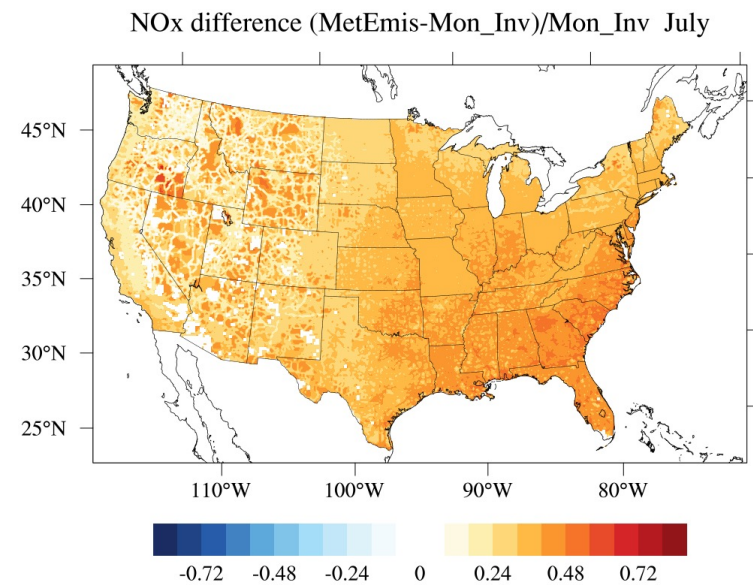 NOx difference (MetEmis-Mon_Inv)/Mon_Inv July
45°N
40°N
35°N
30°N
25°N
110°W 100°W 90°W 80°W
-0.72 -0.48 -0.24 0 0.24 0.48 0.72